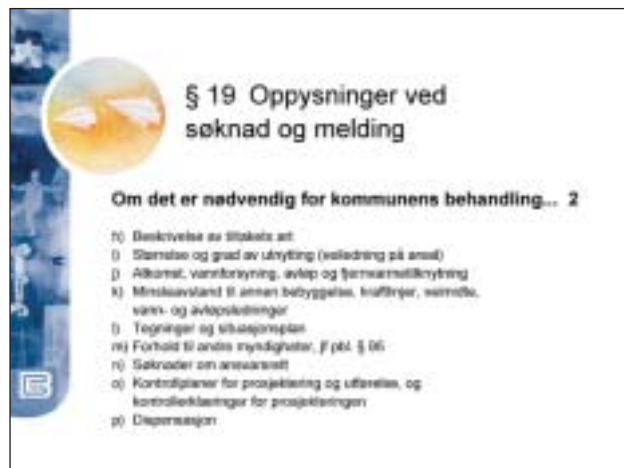 § 19 Oppysninger ved
søknad og melding
Om det er nødvendig for kommunens behandling... 2
h) Beskrivelse av tiltakets art
i) Størrelse og grad av utnytting (veiledning på areal)
j) Atkomst, vannforsyning, avløp og fjernvarmetilknytning
k) Minsteavstand til annen bebyggelse, kraftlinjer, veimidte,
vann- og avløpsledninger
l) Tegninger og situasjonsplan
m) Forhold til andre myndigheter, jf pbl. §
n) Søknader om ansvarsrett
o) Kontrollplaner for prosjektering og utførelse, og
kontrollerklæringer for prosjekteringen
p) Dispensasjon